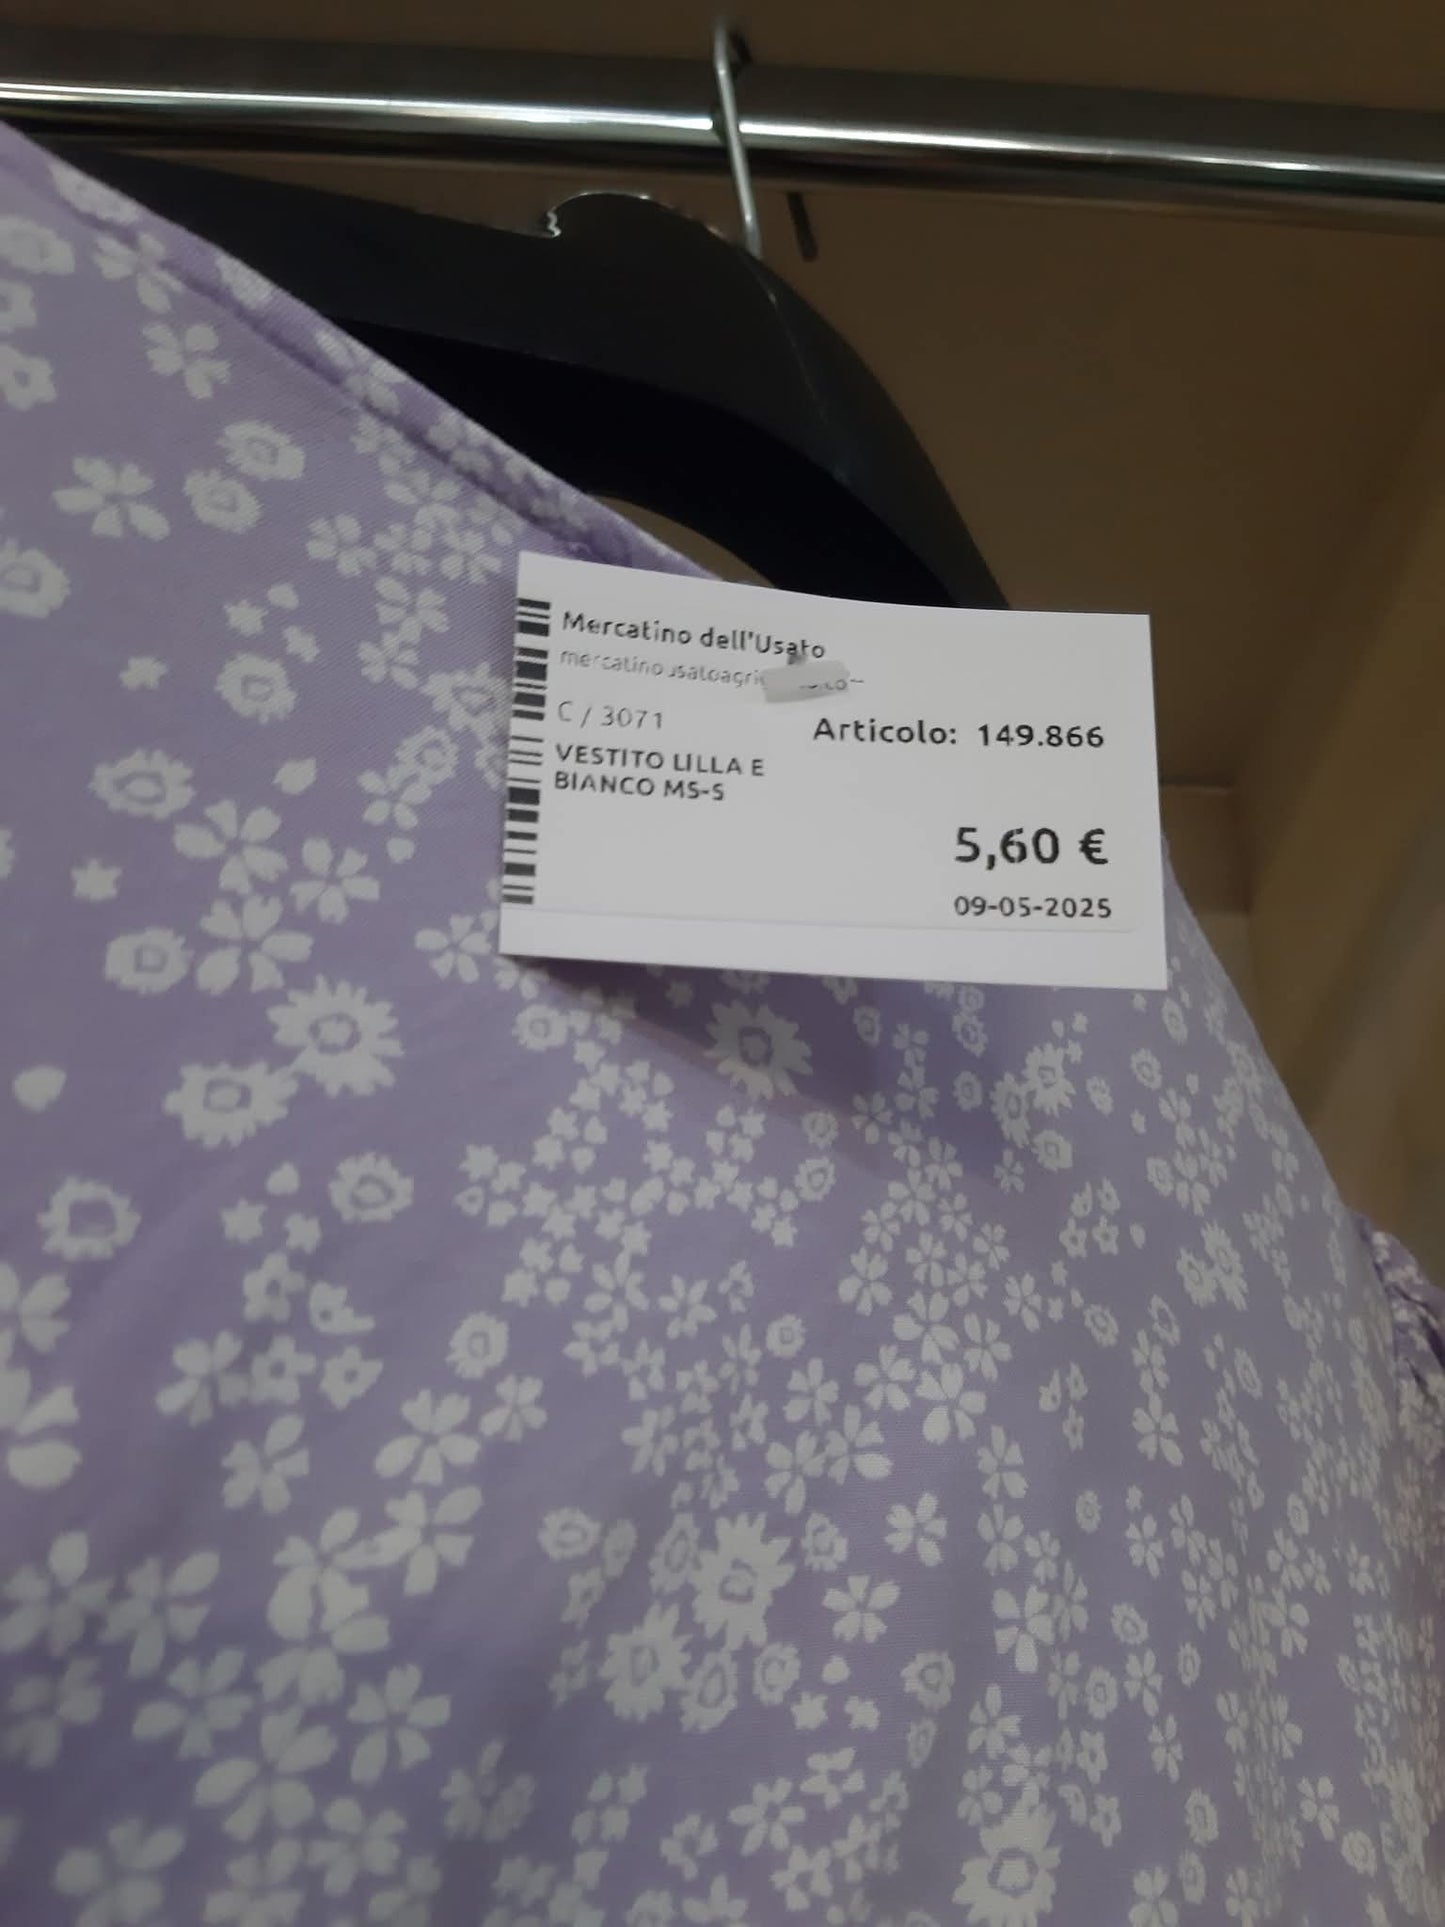 Mercatino dell'Usato
C / 3071
Articolo: 149.866
VESTITO LILLA E
BIANCO MS-S
5,60 €
09-05-2025